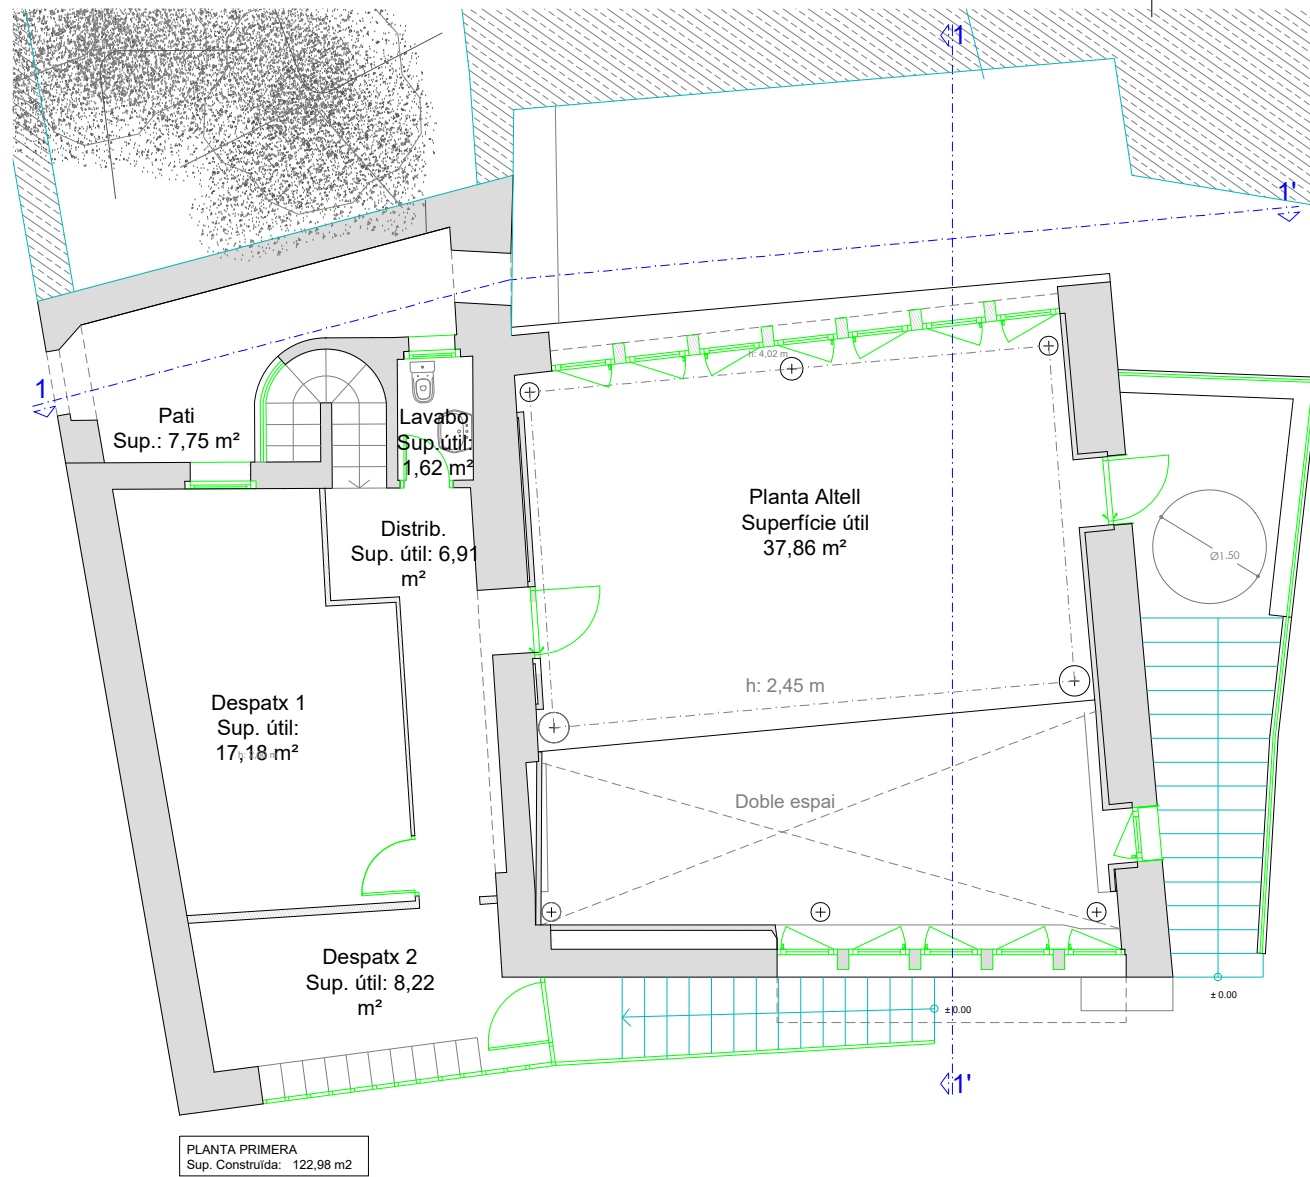 1
1'
h: 4,02 m
1
Pati
Sup.: 7,75 m²
Lavabo
Sup.útil:
1,62 m²
Planta Altell
Superfície útil
37,86 m²
Distrib.
Sup. útil: 6,91
m²
Ø1.50
h: 2,45 m
Despatx 1
Sup. útil:
17,18 m²
Doble espai
Despatx 2
Sup. útil: 8,22
m²
± 0.00
± 0.00
1'
PLANTA PRIMERA
Sup. Construïda: 122,98 m2